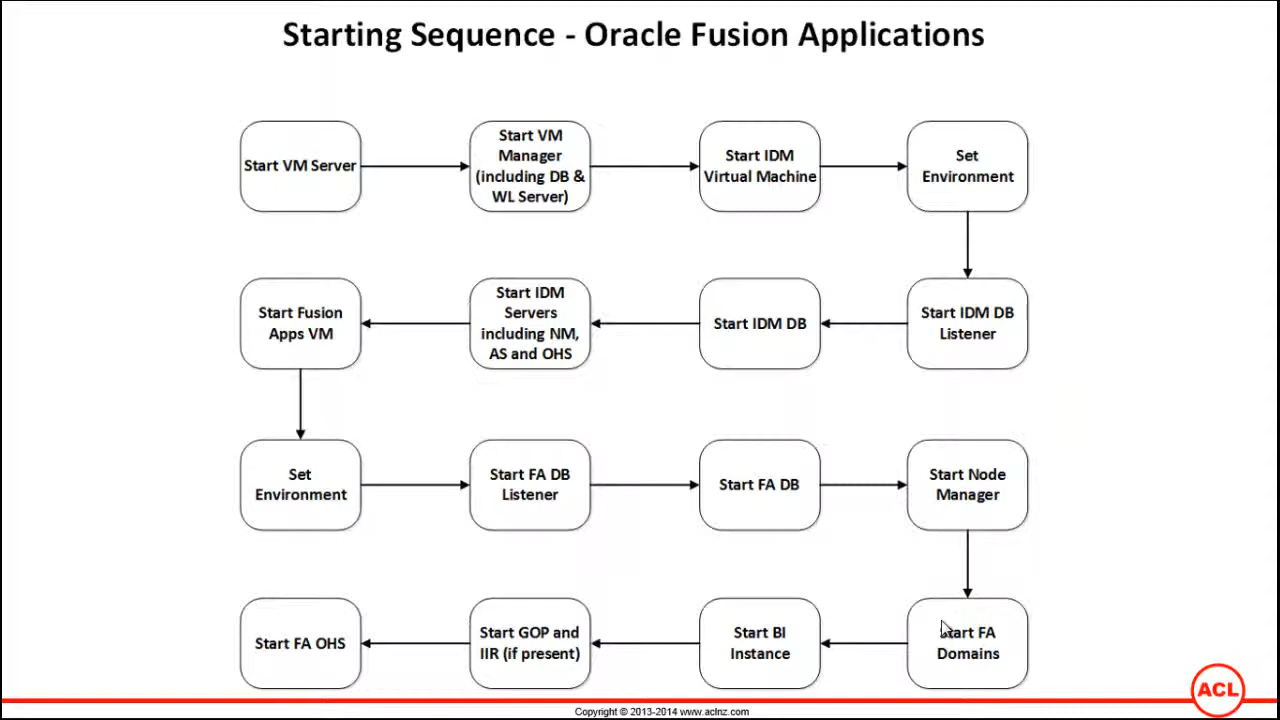 Starting Sequence - Oracle Fusion Applications
Start VM Server
Start VM
Manager
(including DB &
WL Server)
Start IDM
Virtual Machine
Set
Environment
Start IDM DB
Listener
Start IDM DB
Start IDM
Servers
including NM,
AS and OHS
Start Fusion
Apps VM
Set
Environment
Start FA DB
Listener
Start FA DB
Start Node
Manager
Start FA
Domains
Start BI
Instance
Start GOP and
IIR (if present)
Start FA OHS
ACL
Copyright © 2013-2014 www.aclnz.com